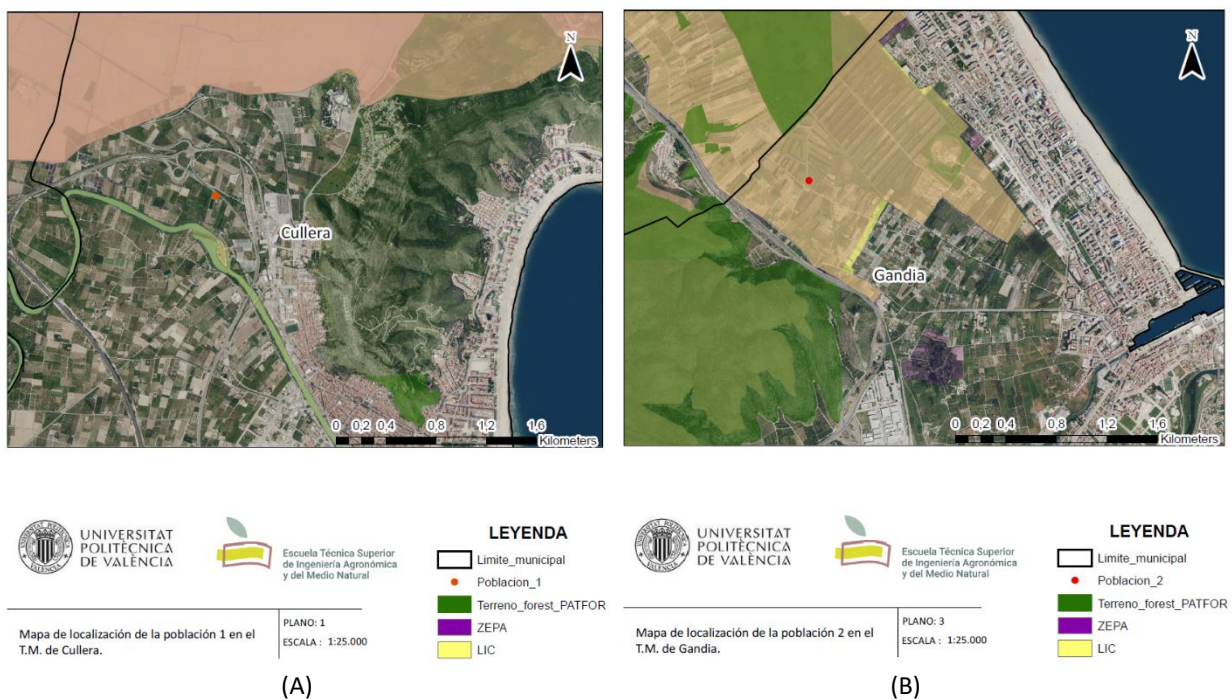 N
Cullera
0 0,2 0,4 0,8 1,2 1,6
Kilometers
N
Gandia
0 0,2 0,4 0,8 1,2 1,6
Kilometers
UNIVERSITAT
POLITÈCNICA
DE VALÈNCIA
Escuela Técnica Superior
de Ingeniería Agronómica
y del Medio Natural
LEYENDA
Limite_municipal
Poblacion_1
Terreno_forest_PATFOR
ZEPA
LIC
Mapa de localización de la población 1 en el
T.M. de Cullera.
PLANO: 1
ESCALA : 1:25.000
(A)
UNIVERSITAT
POLITÈCNICA
DE VALÈNCIA
Escuela Técnica Superior
de Ingeniería Agronómica
y del Medio Natural
LEYENDA
Limite_municipal
Poblacion_2
Terreno_forest_PATFOR
ZEPA
LIC
Mapa de localización de la población 2 en el
T.M. de Gandia.
PLANO: 3
ESCALA : 1:25.000
(B)